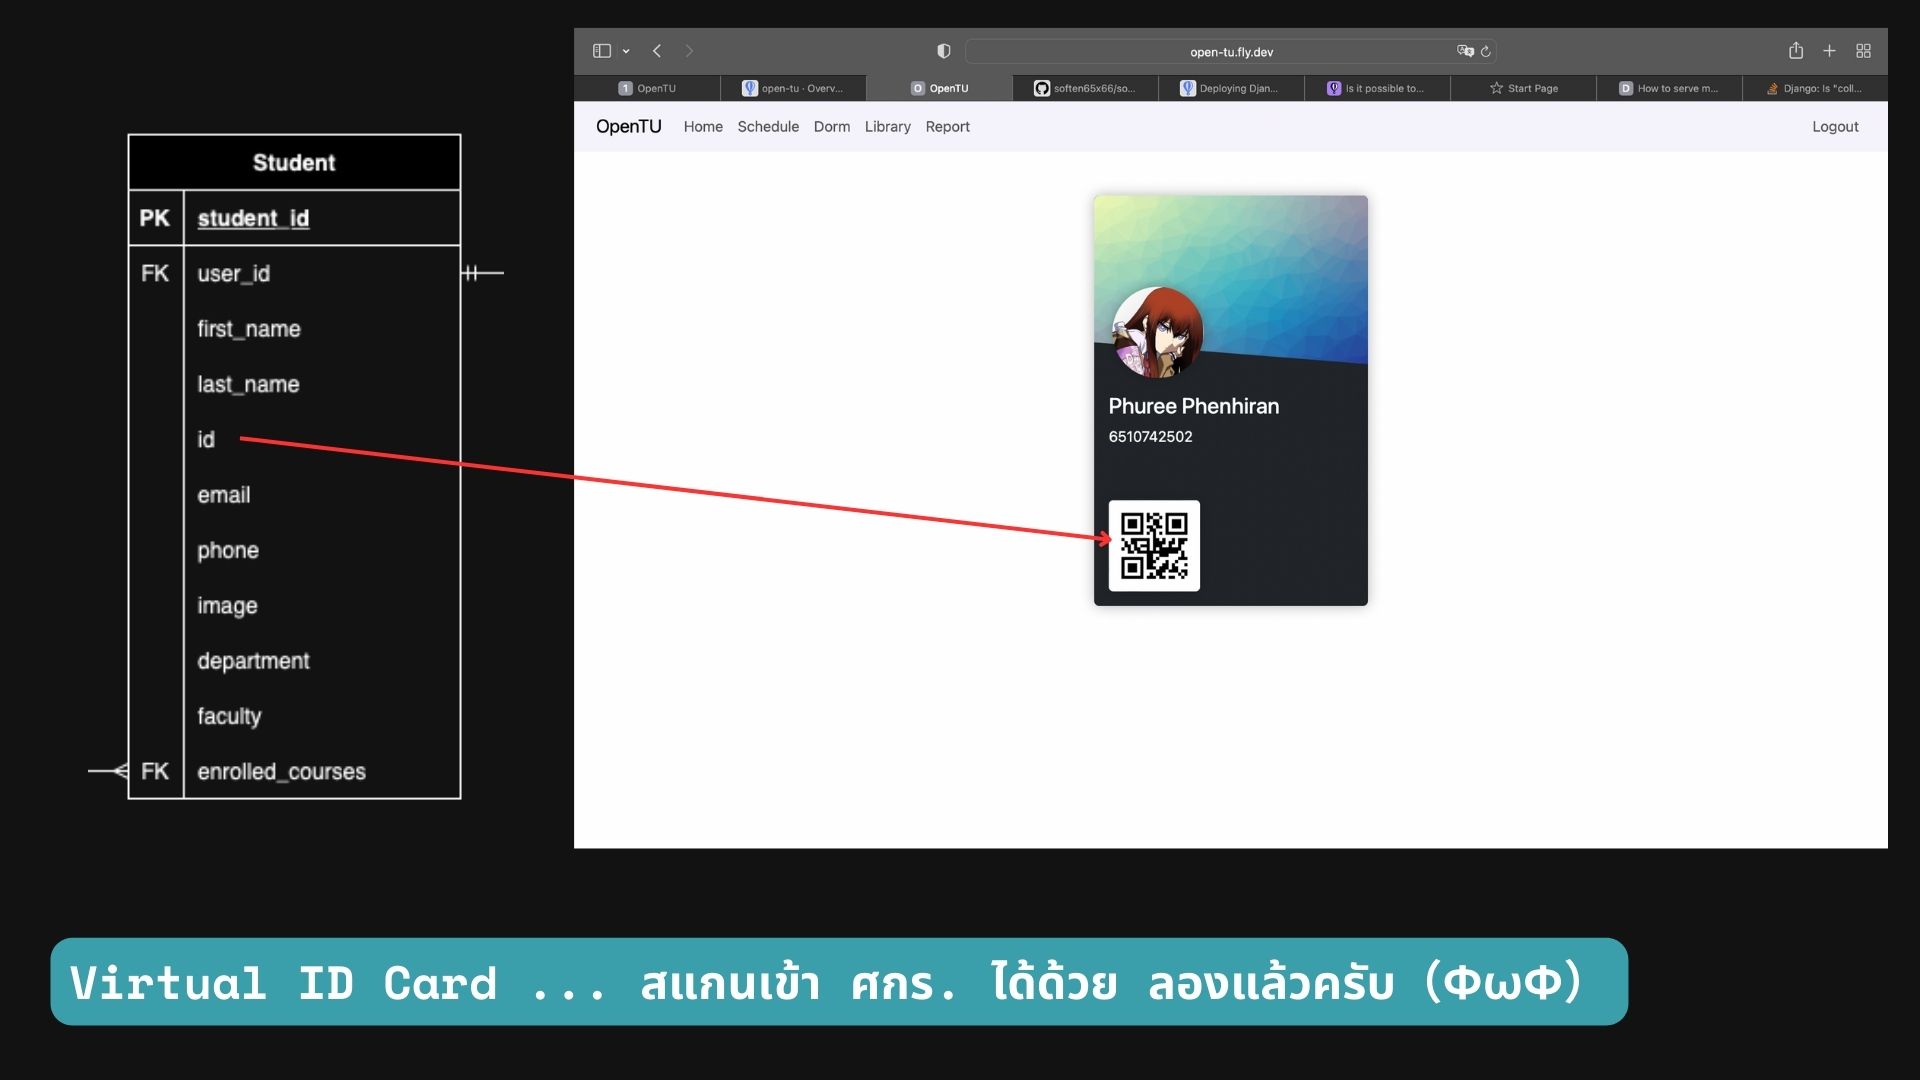 Student
PK student_id
FK user_id
first_name
last_name
id
email
phone
image
department
faculty
FK enrolled_courses
open-tu.fly.dev
1 OpenTU
open-tu · Overv...
O OpenTU
soften65x66/so...
Deploying Djan...
Is it possible to...
Start Page
D How to serve m...
Django: Is "coll...
OpenTU Home Schedule Dorm Library Report Logout
Phuree Phenhiran
6510742502
Virtual ID Card ... สแกนเข้า ศกร. ได้ด้วย ลองแล้วครับ (ΦωΦ)